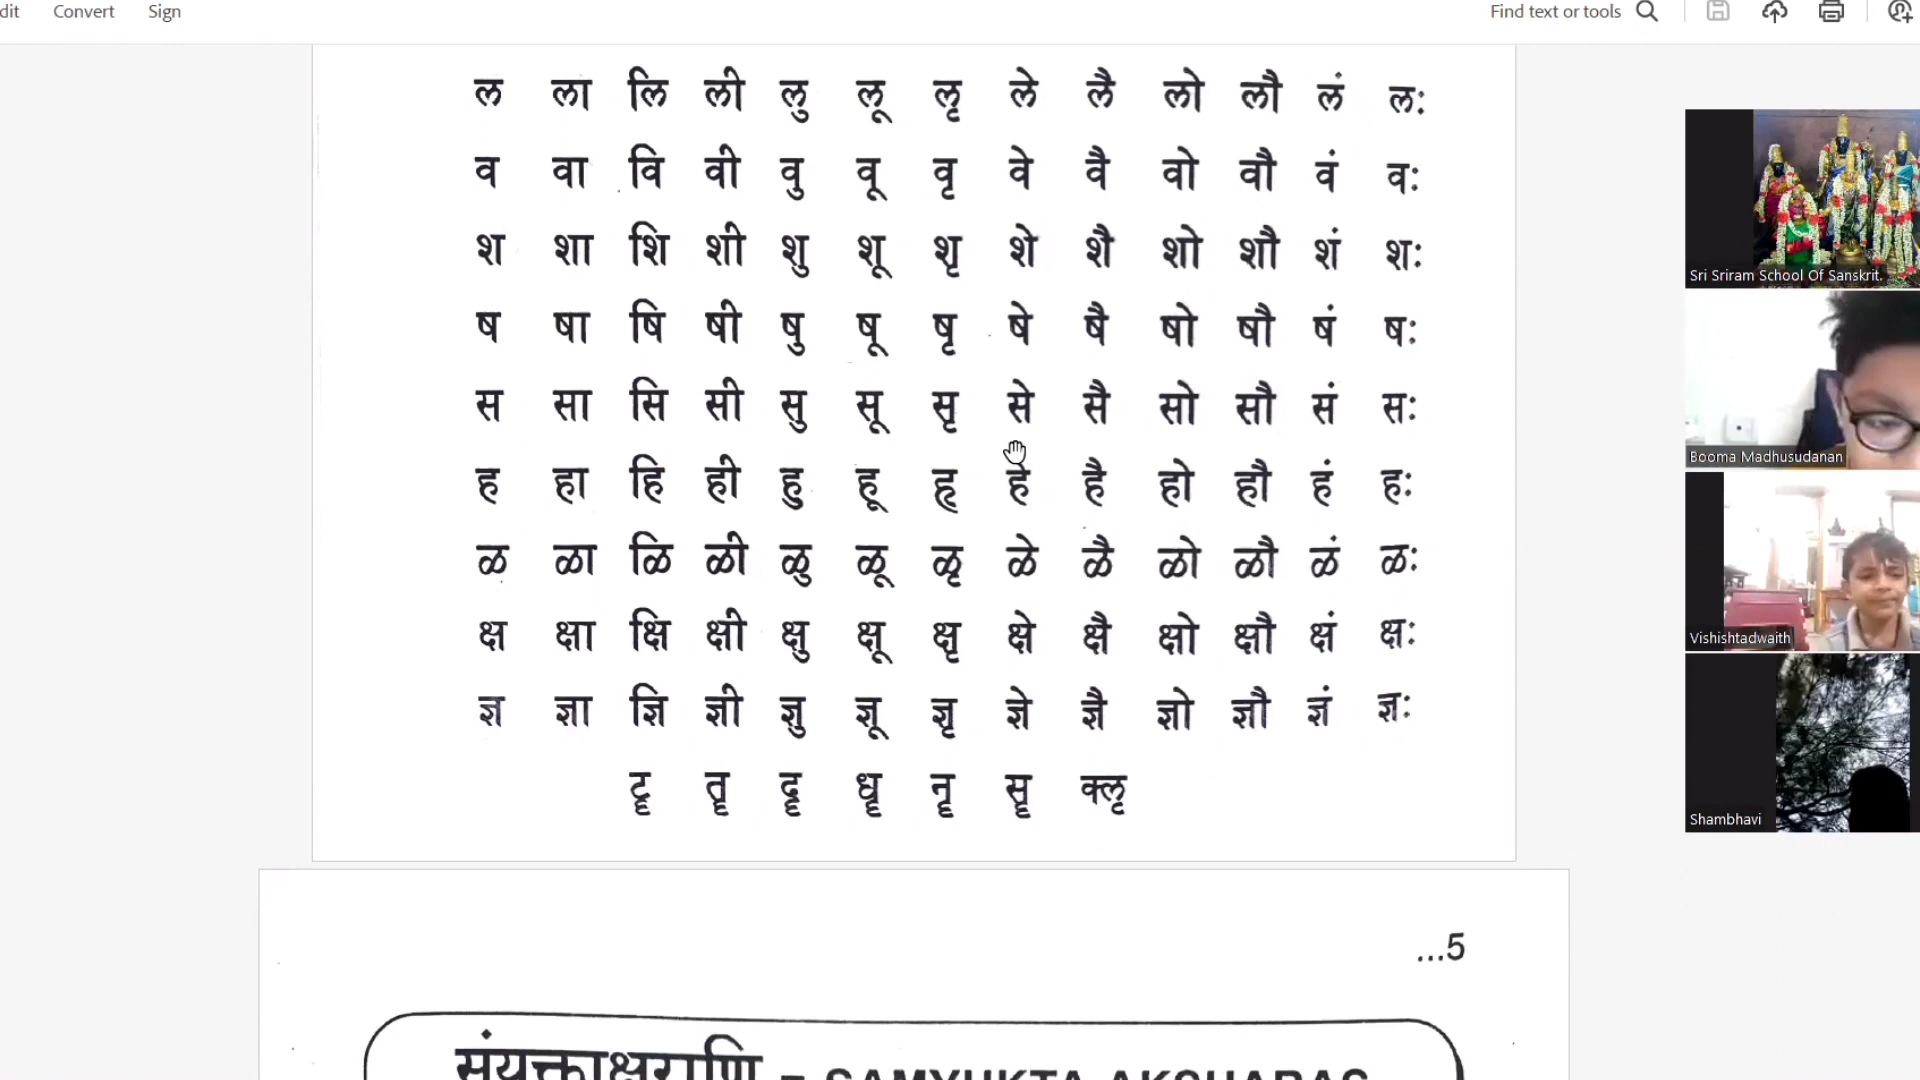 dit Convert Sign Find text or tools
ल ला लि ली लु लू लृ ले लै लो लौ लं लः
व वा वि वी वु वू वृ वे वै वो वौ वं वः
श शा शि शी शु शू शृ शे शै शो शौ शं शः
ष षा षि षी षु षू षृ षे षै षो षौ षं षः
स सा सि सी सु सू सृ से सै सो सौ सं सः
ह हा हि ही हु हू हृ हे है हो हौ हं हः
ळ ळा ळि ळी ळु ळू ळृ ळे ळै ळो ळौ ळं ळः
क्ष क्षा क्षि क्षी क्षु क्षू क्षृ क्षे क्षै क्षो क्षौ क्षं क्षः
ज्ञ ज्ञा ज्ञि ज्ञी ज्ञु ज्ञू ज्ञृ ज्ञे ज्ञै ज्ञो ज्ञौ ज्ञं ज्ञः
टॄ तॄ दॄ धॄ नॄ सॄ क्लृ
...5
संयुक्ताक्षराणि = SAMYUKTA AKSHARAS
Sri Sriram School Of Sanskrit.
Booma Madhusudanan
Vishishtadwaith
Shambhavi